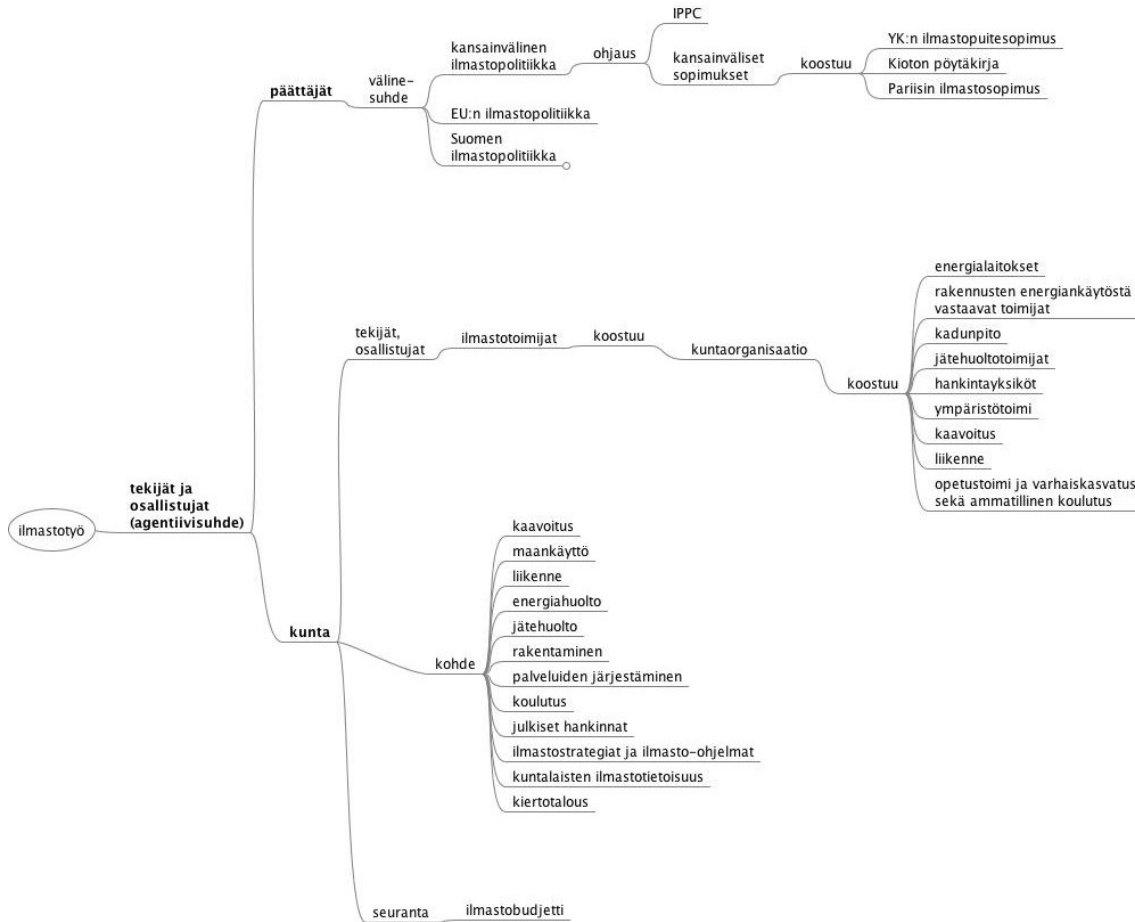 ilmastotyö
tekijät ja
osallistujat
(agentiivisuhde)
päättäjät
väline-
suhde
kansainvälinen
ilmastopolitiikka
ohjaus
IPPC
kansainväliset
sopimukset
koostuu
YK:n ilmastopuitesopimus
Kioton pöytäkirja
Pariisin ilmastosopimus
EU:n ilmastopolitiikka
Suomen
ilmastopolitiikka
kunta
tekijät,
osallistujat
ilmastotoimijat
koostuu
kuntaorganisaatio
koostuu
energialaitokset
rakennusten energiankäytöstä
vastaavat toimijat
kadunpito
jätehuoltotoimijat
hankintayksiköt
ympäristötoimi
kaavoitus
liikenne
opetustoimi ja varhaiskasvatus
sekä ammatillinen koulutus
kohde
kaavoitus
maankäyttö
liikenne
energiahuolto
jätehuolto
rakentaminen
palveluiden järjestäminen
koulutus
julkiset hankinnat
ilmastostrategiat ja ilmasto-ohjelmat
kuntalaisten ilmastotietoisuus
kiertotalous
seuranta
ilmastobudjetti